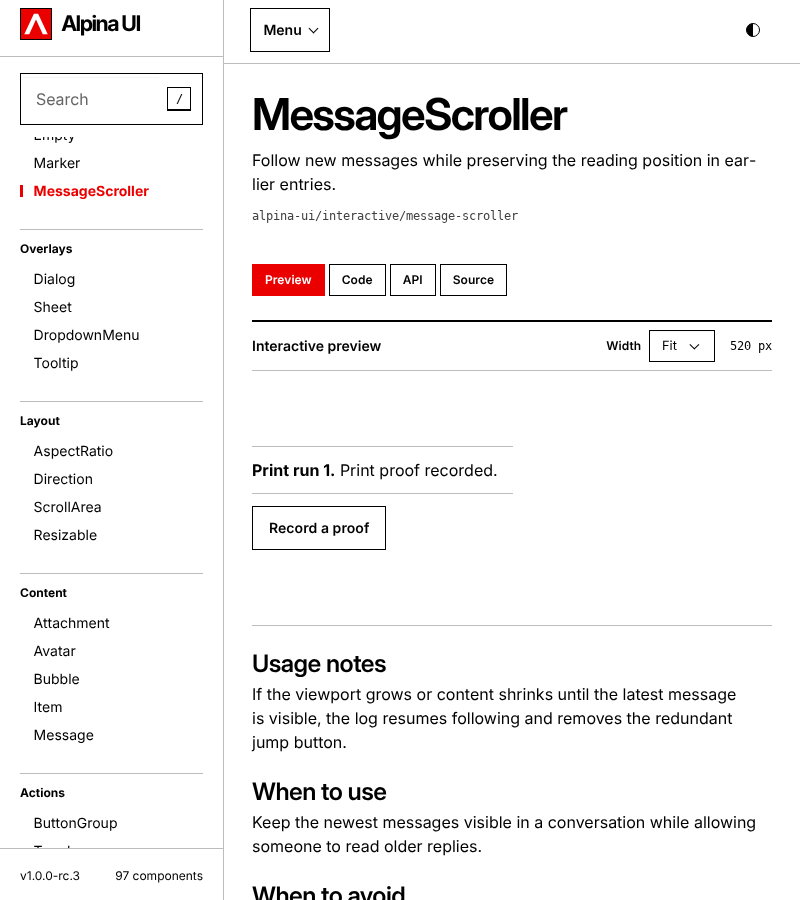 Alpina UI
Search
/
Empty
Marker
MessageScroller
Overlays
Dialog
Sheet
DropdownMenu
Tooltip
Layout
AspectRatio
Direction
ScrollArea
Resizable
Content
Attachment
Avatar
Bubble
Item
Message
Actions
ButtonGroup
v1.0.0-rc.3
97 components
Menu
MessageScroller
Follow new messages while preserving the reading position in ear-
lier entries.
alpina-ui/interactive/message-scroller
Preview
Code
API
Source
Interactive preview
Width
Fit
520 px
Print run 1. Print proof recorded.
Record a proof
Usage notes
If the viewport grows or content shrinks until the latest message
is visible, the log resumes following and removes the redundant
jump button.
When to use
Keep the newest messages visible in a conversation while allowing
someone to read older replies.
When to avoid